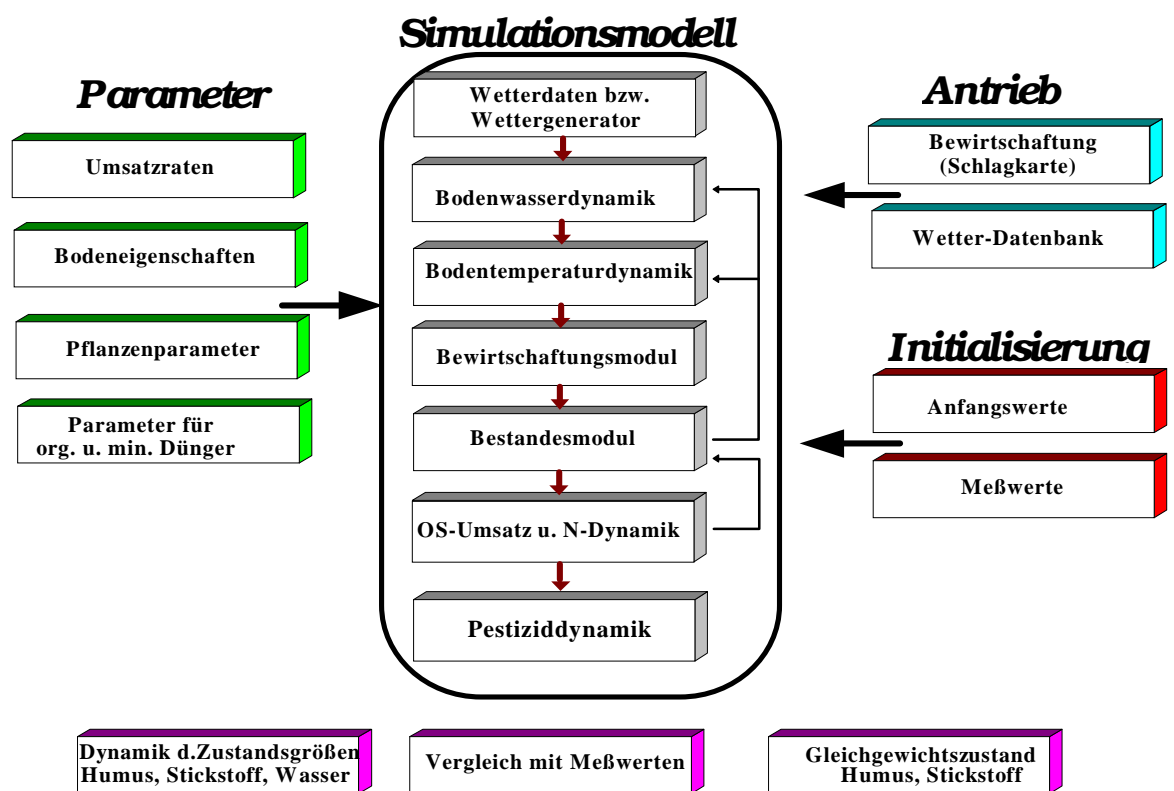 Simulationsmodell
Parameter
Umsatzraten
Bodeneigenschaften
Pflanzenparameter
Parameter für
org. u. min. Dünger
Wetterdaten bzw.
Wettergenerator
Bodenwasserdynamik
Bodentemperaturdynamik
Bewirtschaftungsmodul
Bestandesmodul
OS-Umsatz u. N-Dynamik
Pestiziddynamik
Antrieb
Bewirtschaftung
(Schlagkarte)
Wetter-Datenbank
Initialisierung
Anfangswerte
Meßwerte
Dynamik d.Zustandsgrößen
Humus, Stickstoff, Wasser
Vergleich mit Meßwerten
Gleichgewichtszustand
Humus, Stickstoff